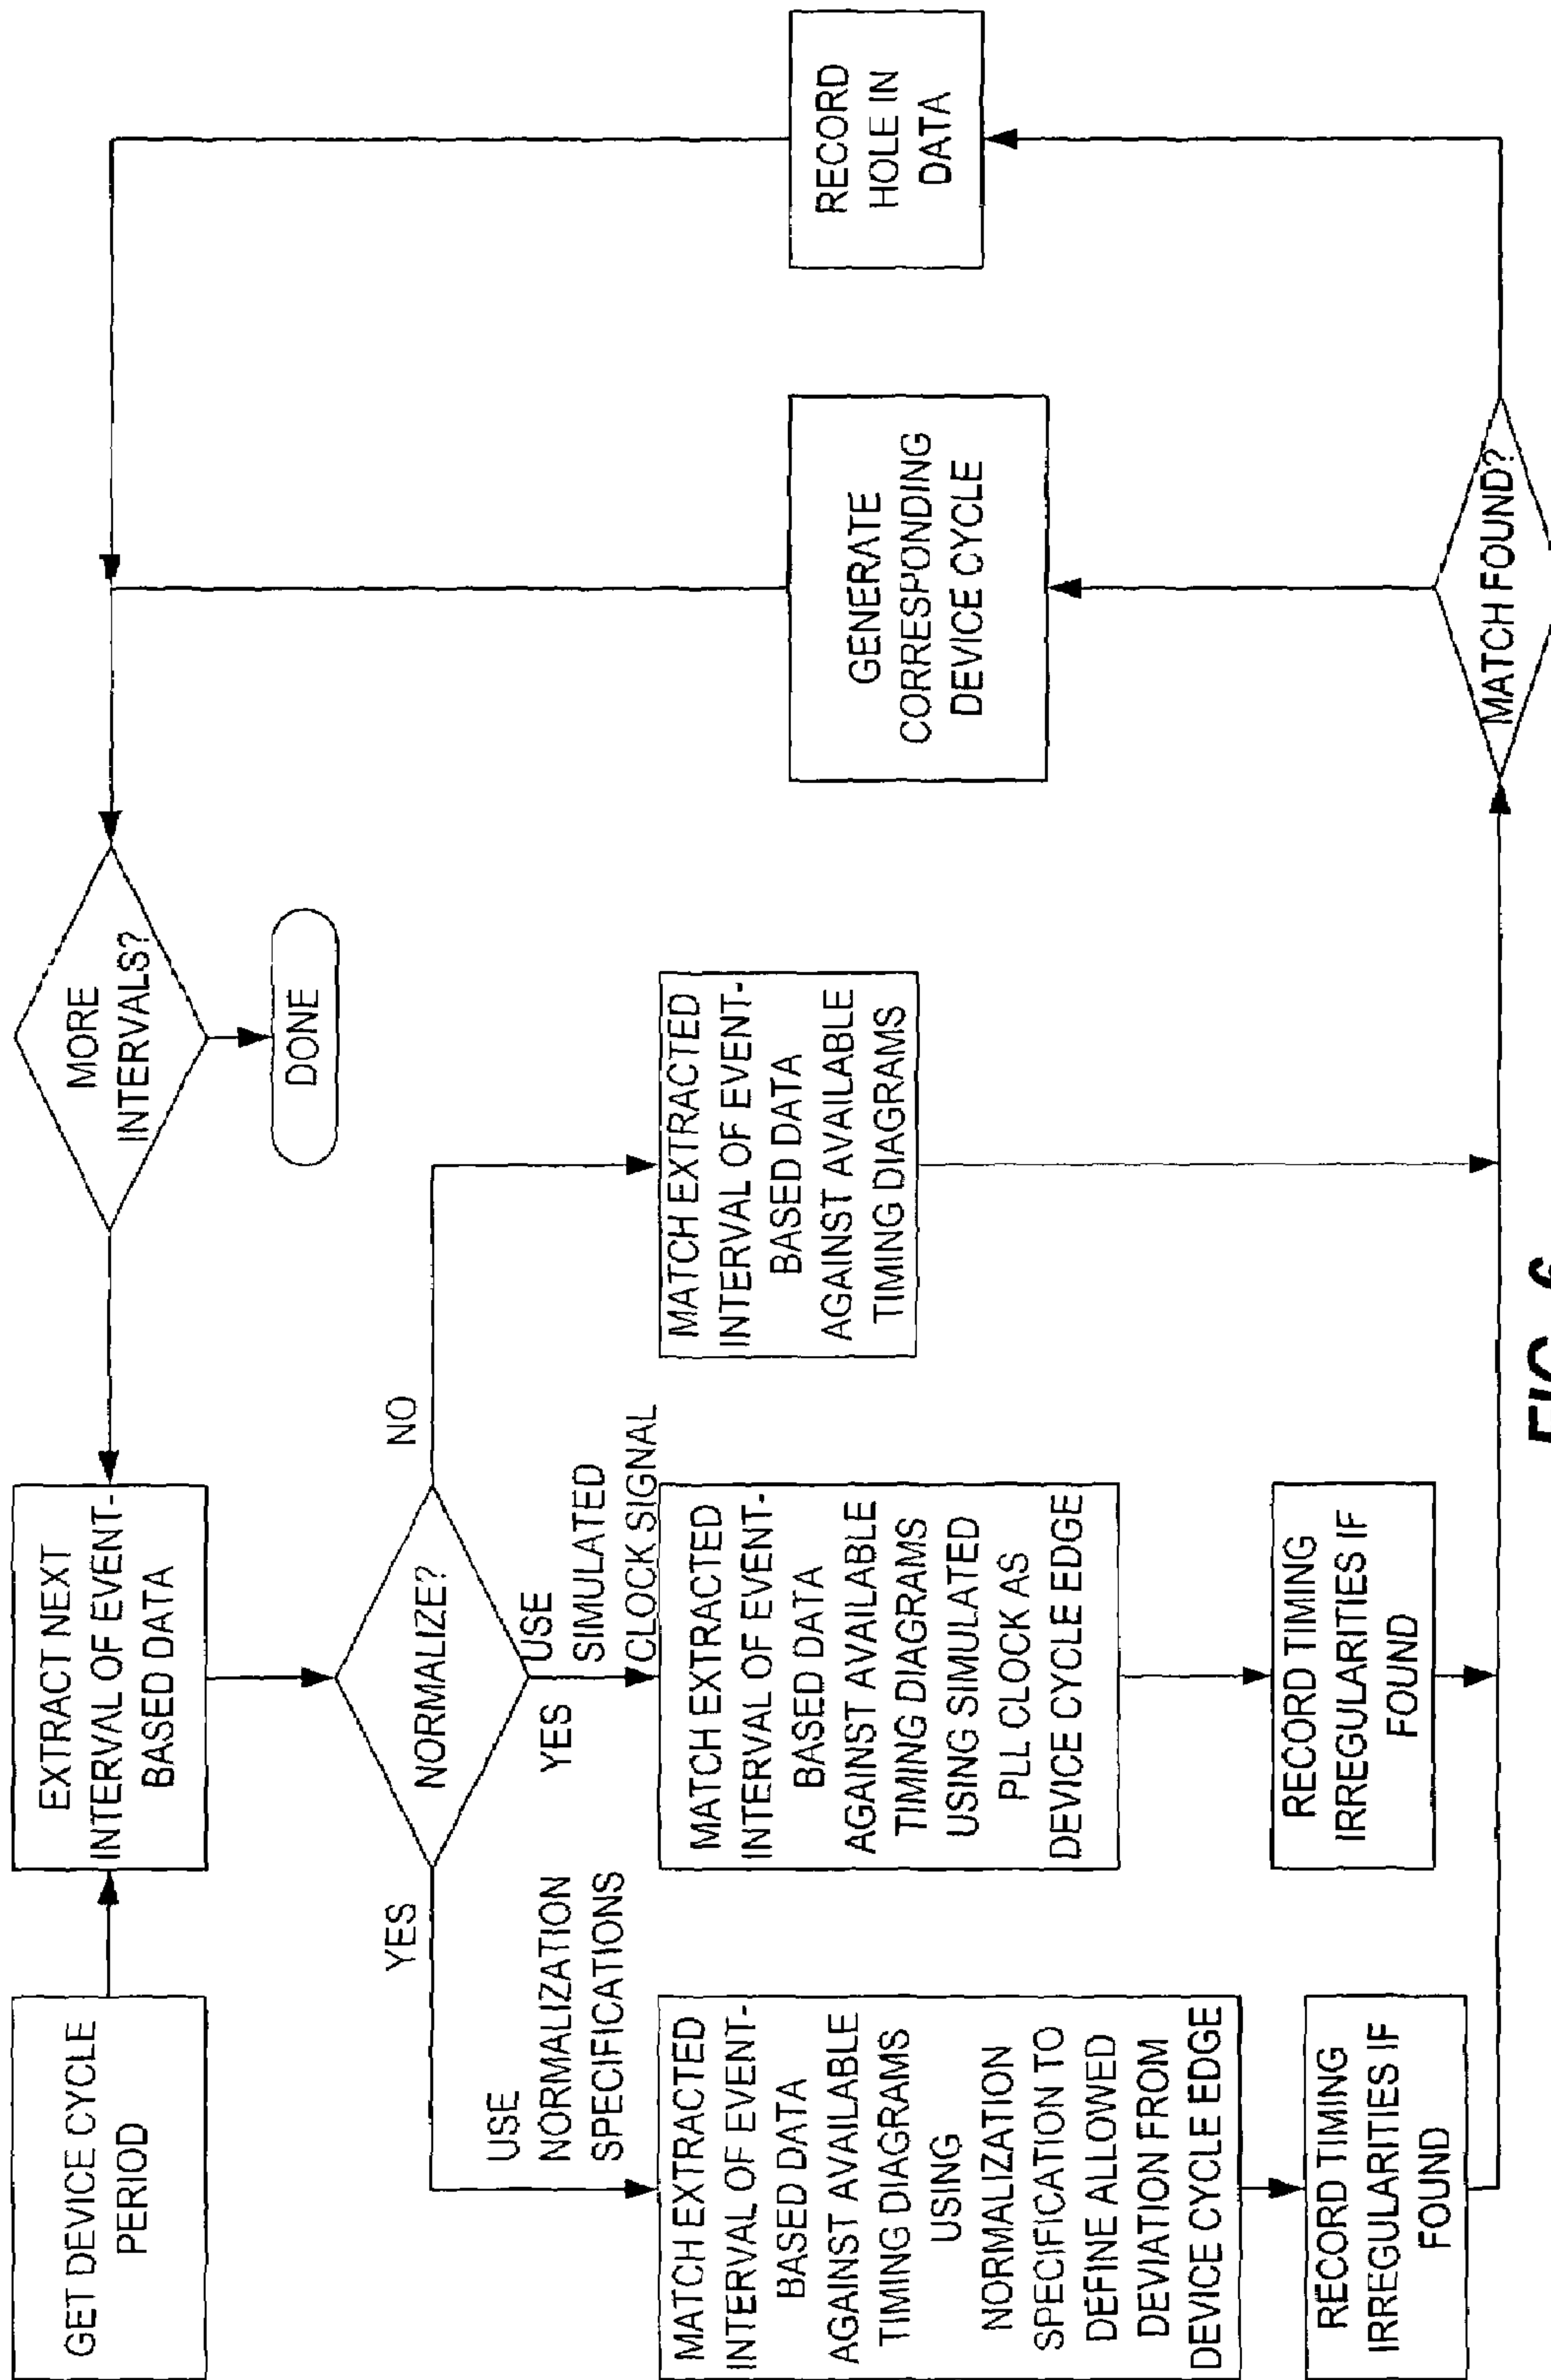 GET DEVICE CYCLE
PERIOD
EXTRACT NEXT
INTERVAL OF EVENT-
BASED DATA
MORE
INTERVALS?
DONE
NORMALIZE?
YES
USE
NORMALIZATION
SPECIFICATIONS
YES
USE
SIMULATED
CLOCK SIGNAL
NO
MATCH EXTRACTED
INTERVAL OF EVENT-
BASED DATA
AGAINST AVAILABLE
TIMING DIAGRAMS
USING
NORMALIZATION
SPECIFICATION TO
DEFINE ALLOWED
DEVIATION FROM
DEVICE CYCLE EDGE
MATCH EXTRACTED
INTERVAL OF EVENT-
BASED DATA
AGAINST AVAILABLE
TIMING DIAGRAMS
USING SIMULATED
PLL CLOCK AS
DEVICE CYCLE EDGE
MATCH EXTRACTED
INTERVAL OF EVENT-
BASED DATA
AGAINST AVAILABLE
TIMING DIAGRAMS
GENERATE
CORRESPONDING
DEVICE CYCLE
RECORD
HOLE IN
DATA
RECORD TIMING
IRREGULARITIES IF
FOUND
RECORD TIMING
IRREGULARITIES IF
FOUND
MATCH FOUND?
FIG. 6